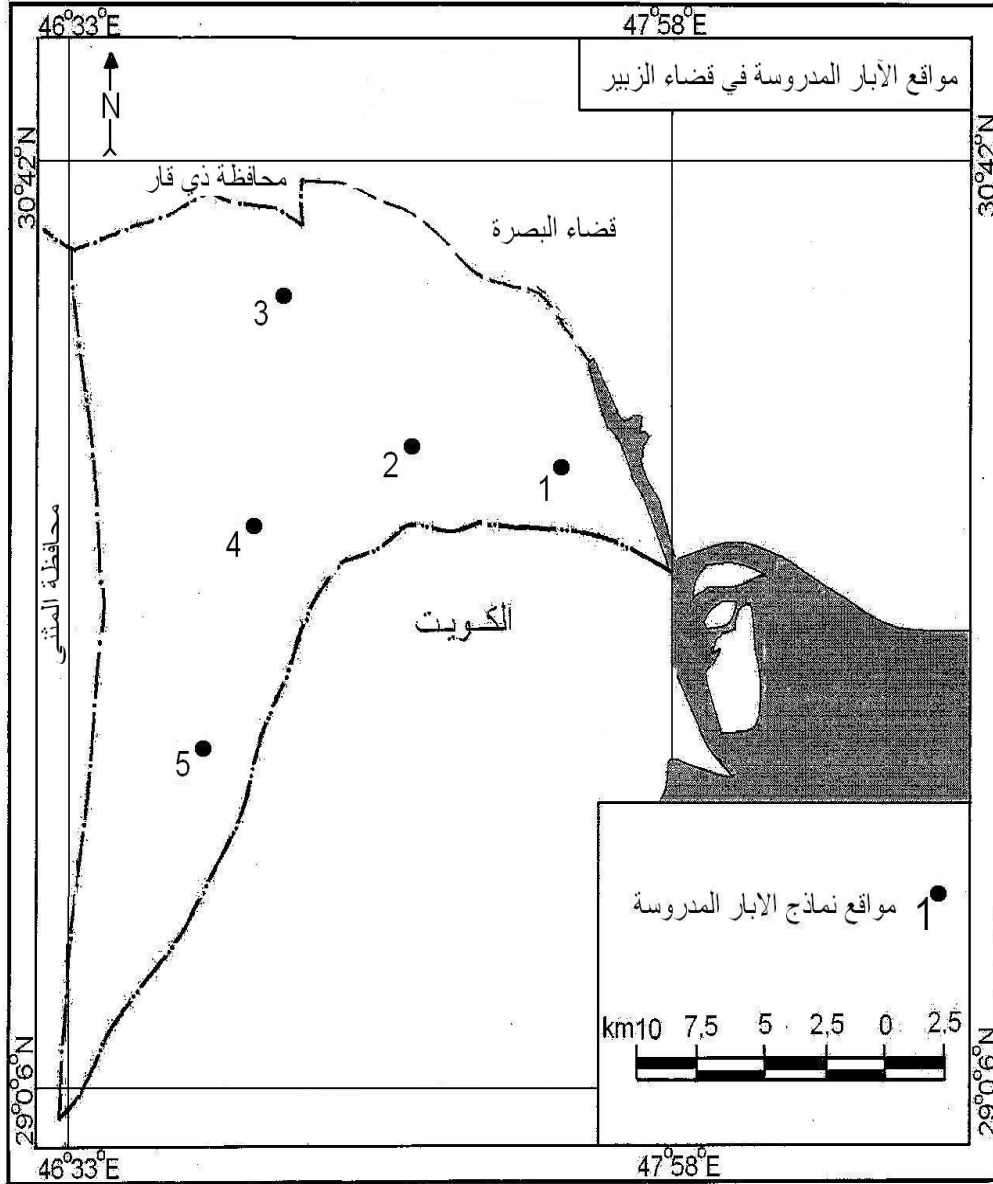 46°33°E
47°58°E
مواقع الآبار المدروسة في قضاء الزبير
N
30°42°N
30°42°N
محافظة ذي قار
قضاء البصرة
3
2
1
4
محافظة المثنى
الكويت
5
1 مواقع نماذج الابار المدروسة
km10 7,5 5 2,5 0 2,5
29°0°6°N
29°0°6°N
46°33°E
47°58°E